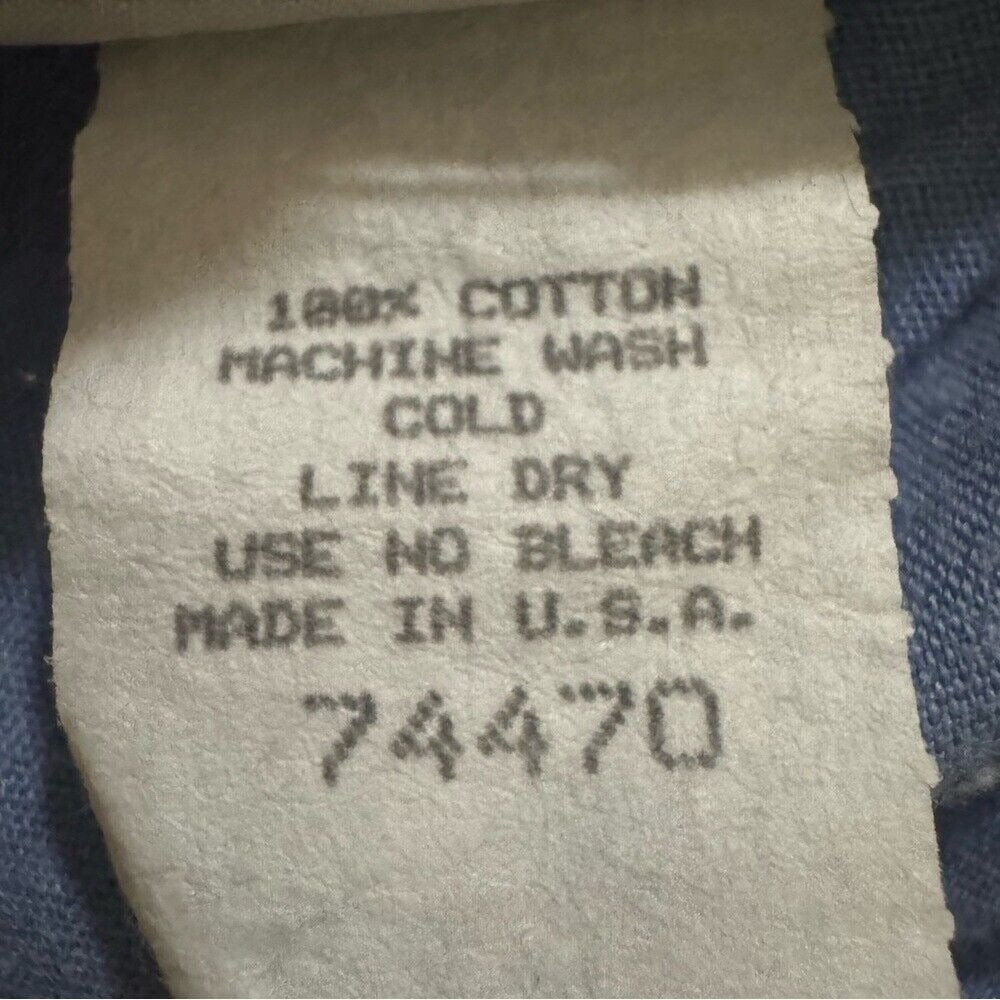 100% COTTON
MACHINE WASH
COLD
LINE DRY
USE NO BLEACH
MADE IN U.S.A.
74470